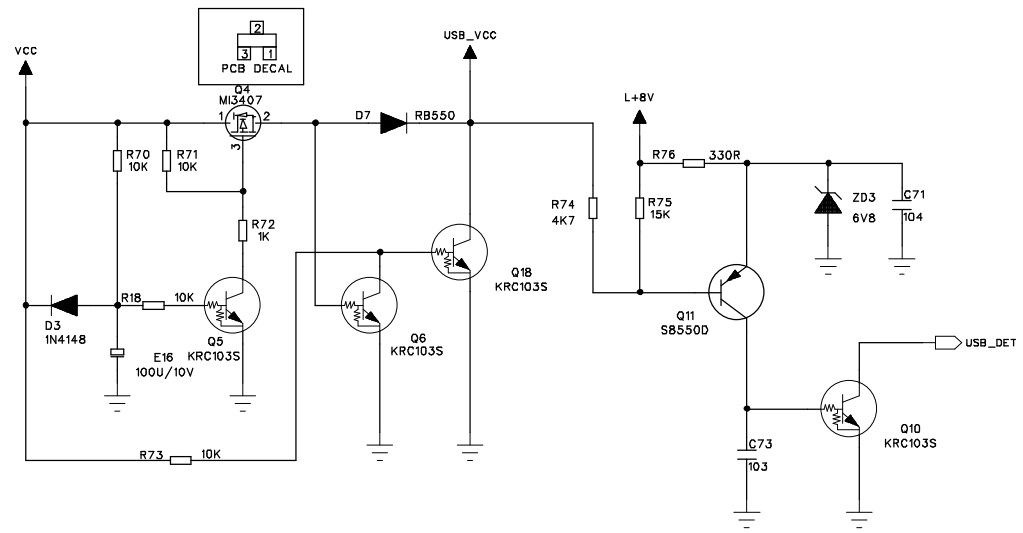 VCC
2
3 1
PCB DECAL
Q4
MI3407
1
2
3
USB_VCC
D7
RB550
R70
10K
R71
10K
R72
1K
R18
10K
D3
1N4148
E16
100U/10V
Q5
KRC103S
R73
10K
Q6
KRC103S
Q18
KRC103S
L+8V
R76
330R
R74
4K7
R75
15K
ZD3
6V8
C71
104
Q11
S8550D
USB_DET
Q10
KRC103S
C73
103